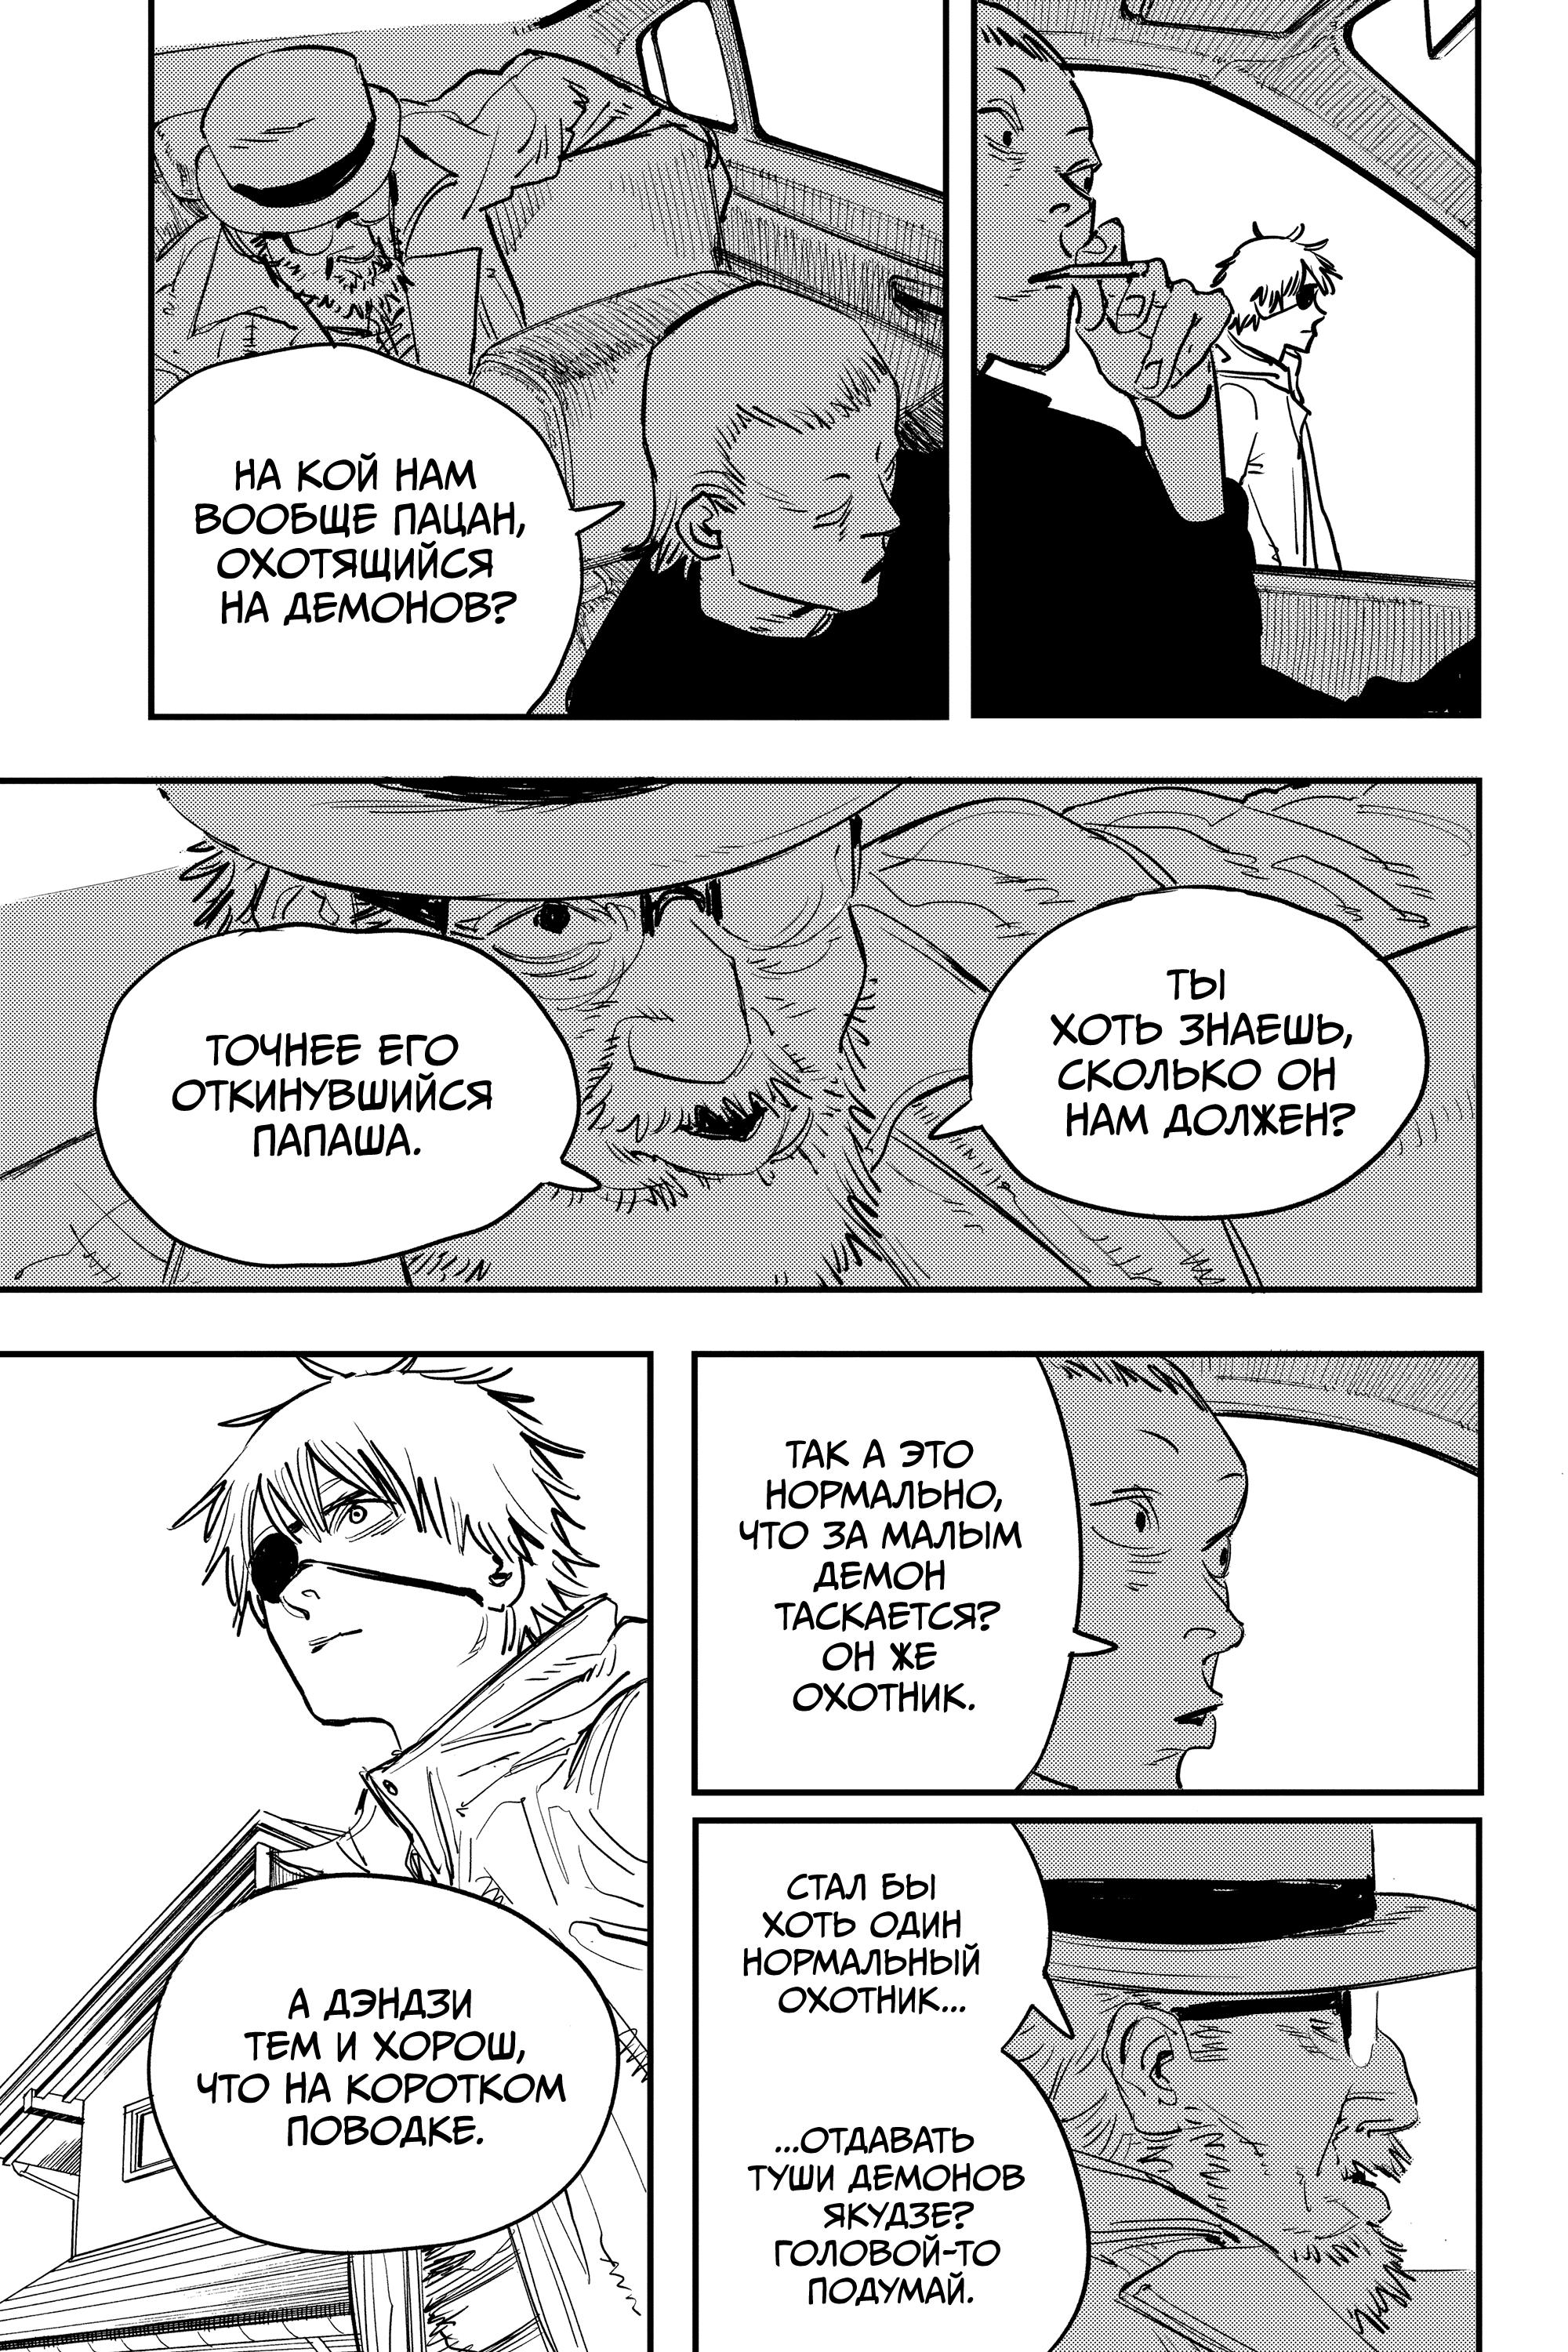 НА КОЙ НАМ
ВООБЩЕ ПАЦАН,
ОХОТЯЩИЙСЯ
НА ДЕМОНОВ?
ТЫ
ХОТЬ ЗНАЕШЬ,
СКОЛЬКО ОН
НАМ ДОЛЖЕН?
ТОЧНЕЕ ЕГО
ОТКИНУВШИЙСЯ
ПАПАША.
ТАК А ЭТО
НОРМАЛЬНО,
ЧТО ЗА МАЛЫМ
ДЕМОН
ТАСКАЕТСЯ?
ОН ЖЕ
ОХОТНИК.
СТАЛ БЫ
ХОТЬ ОДИН
НОРМАЛЬНЫЙ
ОХОТНИК...
...ОТДАВАТЬ
ТУШИ ДЕМОНОВ
ЯКУДЗЕ?
ГОЛОВОЙ-ТО
ПОДУМАЙ.
А ДЭНДЗИ
ТЕМ И ХОРОШ,
ЧТО НА КОРОТКОМ
ПОВОДКЕ.